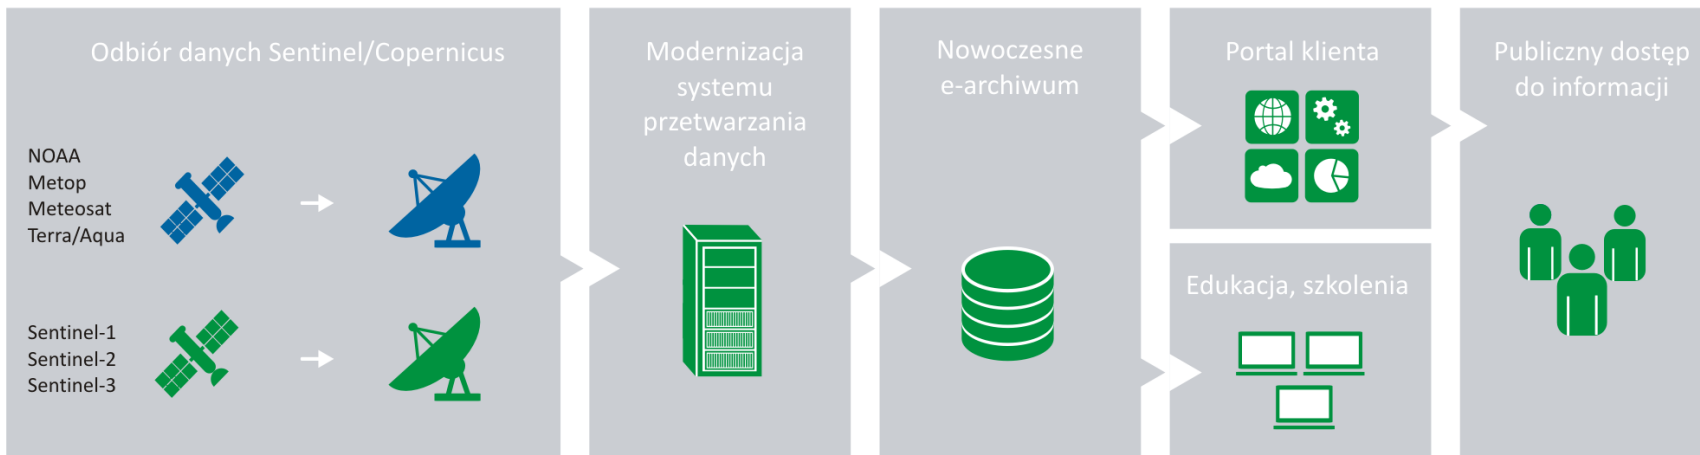 Odbiór danych Sentinel/Copernicus
NOAA
Metop
Meteosat
Terra/Aqua
Sentinel-1
Sentinel-2
Sentinel-3
Modernizacja
systemu
przetwarzania
danych
Nowoczesne
e-archiwum
Portal klienta
Edukacja, szkolenia
Publiczny dostęp
do informacji